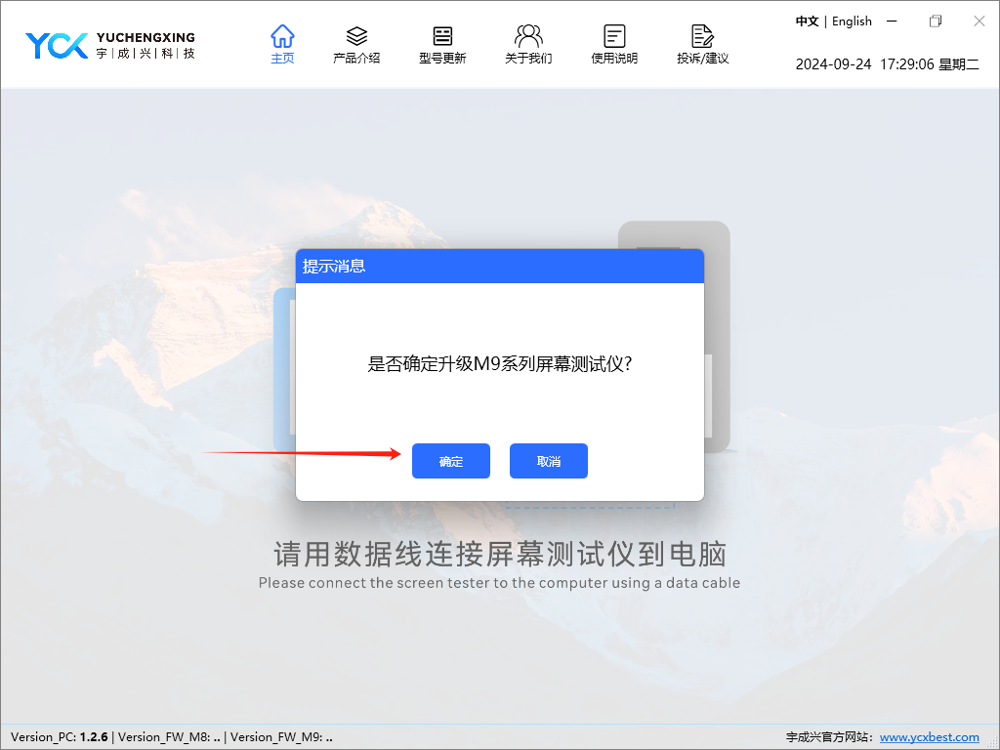 YCX YUCHENGXING
宇|成|兴|科|技
主页 产品介绍 型号更新 关于我们 使用说明 投诉/建议
中文 | English
2024-09-24 17:29:06 星期二
提示消息
是否确定升级M9系列屏幕测试仪?
确定 取消
请用数据线连接屏幕测试仪到电脑
Please connect the screen tester to the computer using a data cable
Version_PC: 1.2.6 | Version_FW_M8: .. | Version_FW_M9: .. 宇成兴官方网站: www.ycxbest.com